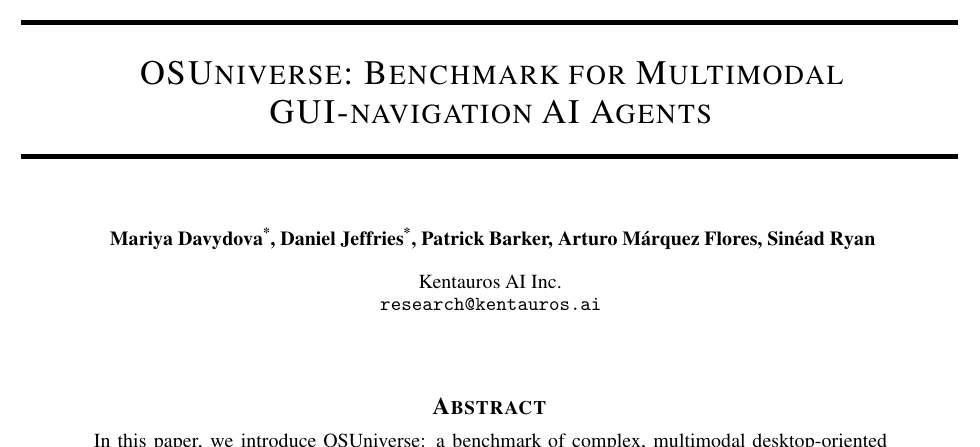 OSUNIVERSE: BENCHMARK FOR MULTIMODAL
GUI-NAVIGATION AI AGENTS
Mariya Davydova*, Daniel Jeffries*, Patrick Barker, Arturo Márquez Flores, Sinéad Ryan
Kentauros AI Inc.
research@kentauros.ai
ABSTRACT
In this paper, we introduce OSUniverse: a benchmark of complex, multimodal desktop-oriented